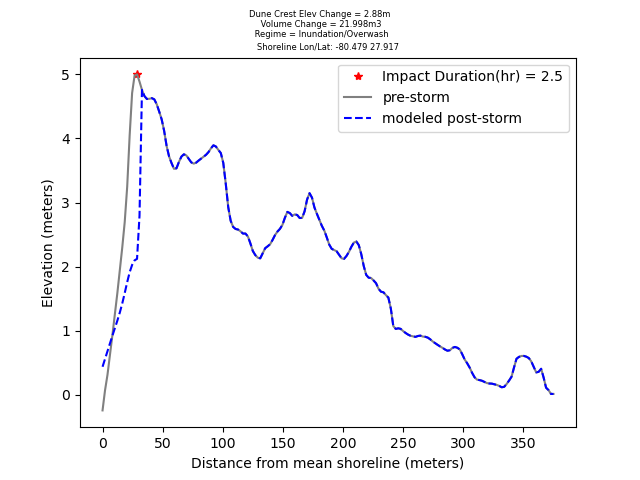 Dune Crest Elev Change = 2.88m
Volume Change = 21.998m3
Regime = Inundation/Overwash
Shoreline Lon/Lat: -80.479 27.917
Impact Duration(hr) = 2.5
pre-storm
modeled post-storm
Elevation (meters)
5
4
3
2
1
0
0 50 100 150 200 250 300 350
Distance from mean shoreline (meters)